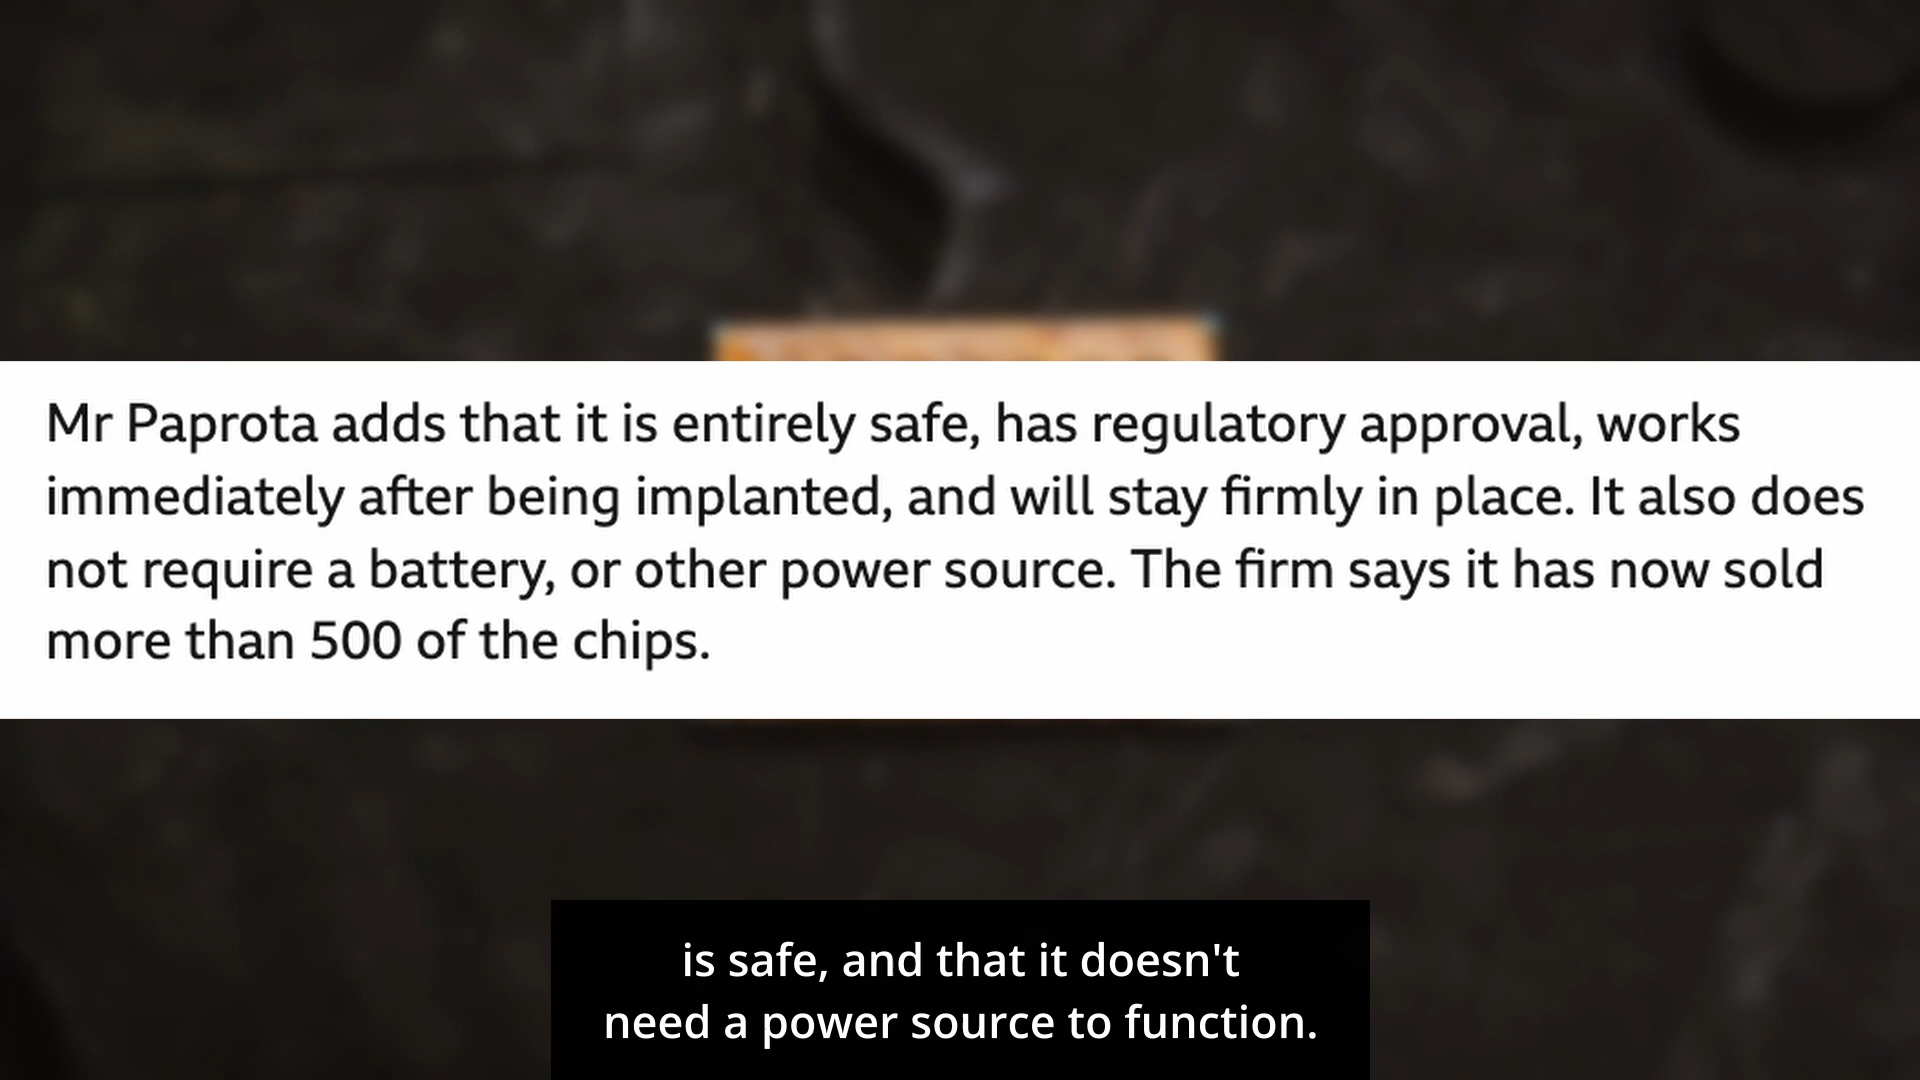 Mr Paprota adds that it is entirely safe, has regulatory approval, works
immediately after being implanted, and will stay firmly in place. It also does
not require a battery, or other power source. The firm says it has now sold
more than 500 of the chips.
is safe, and that it doesn't
need a power source to function.